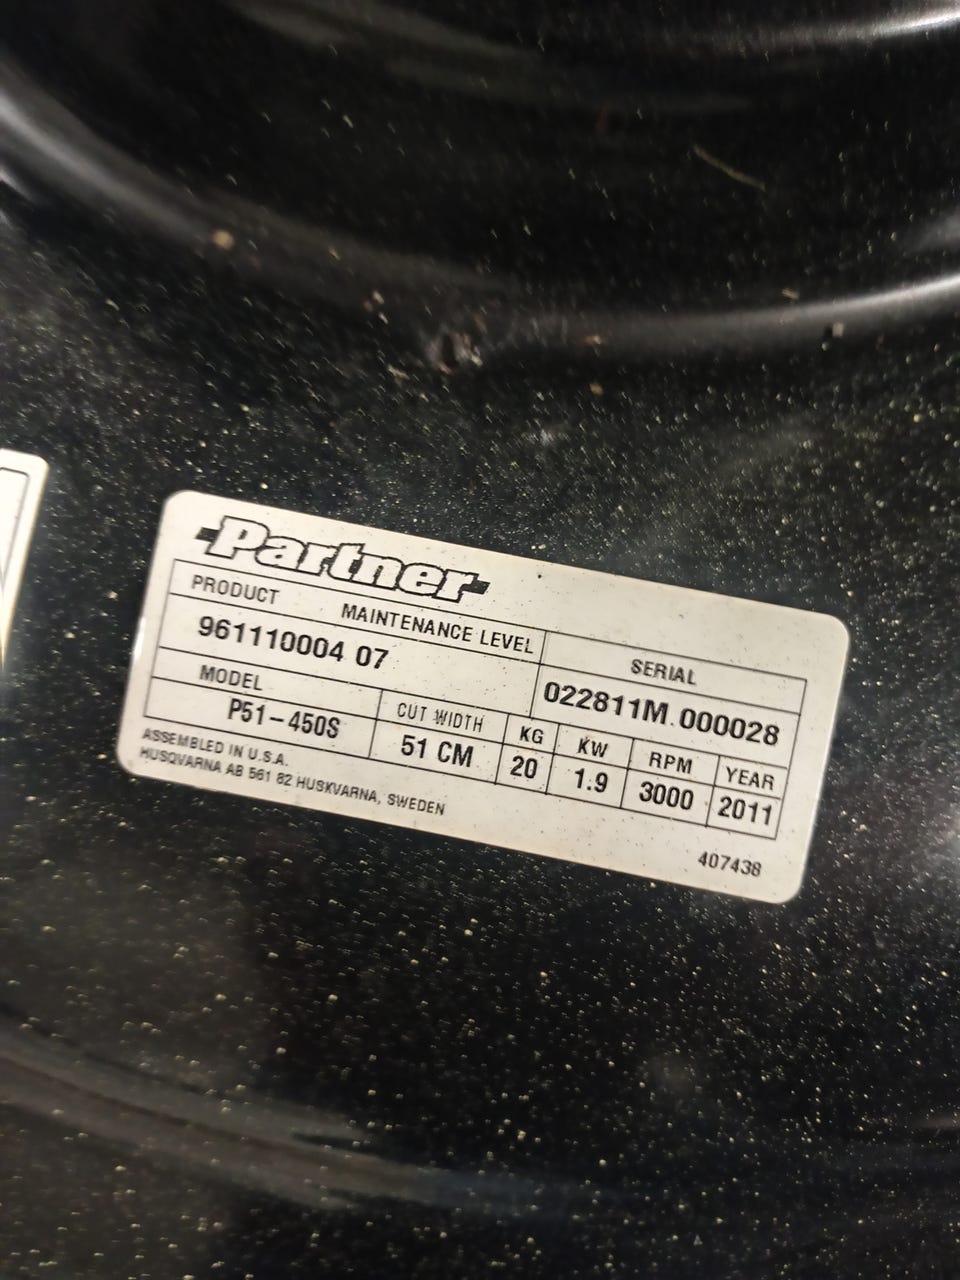 Partner
PRODUCT MAINTENANCE LEVEL
961110004 07
SERIAL
022811M 000028
MODEL
P51-450S
CUT WIDTH
51 CM
KG
20
KW
1.9
RPM
3000
YEAR
2011
ASSEMBLED IN U.S.A.
HUSQVARNA AB 561 82 HUSKVARNA, SWEDEN
407438